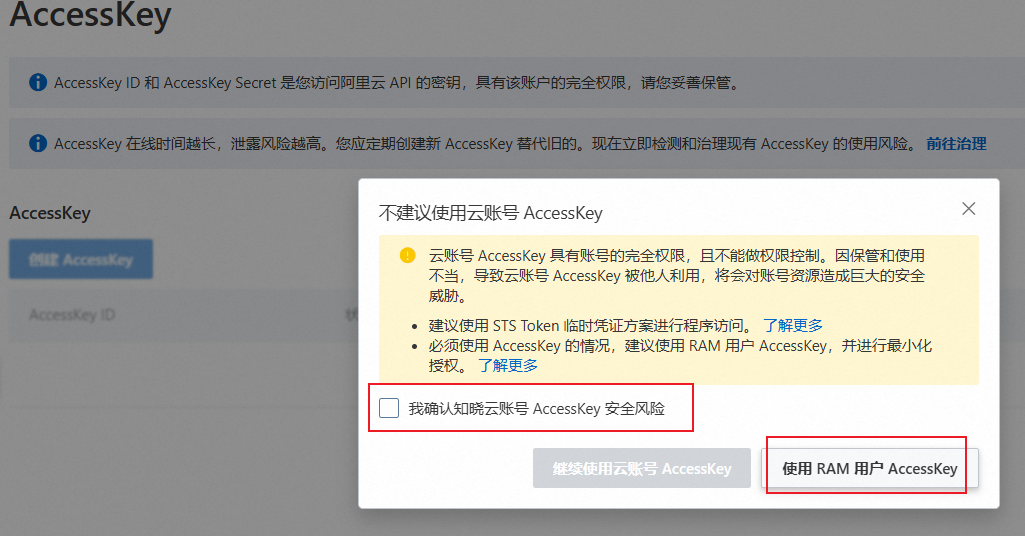 AccessKey
AccessKey ID 和 AccessKey Secret 是您访问阿里云 API 的密钥，具有该账户的完全权限，请您妥善保管。
AccessKey 在线时间越长，泄露风险越高。您应定期创建新 AccessKey 替代旧的。现在立即检测和治理现有 AccessKey 的使用风险。 前往治理
AccessKey
创建 AccessKey
AccessKey ID
状
不建议使用云账号 AccessKey
云账号 AccessKey 具有账号的完全权限，且不能做权限控制。因保管和使用
不当，导致云账号 AccessKey 被他人利用，将会对账号资源造成巨大的安全
威胁。
建议使用 STS Token 临时凭证方案进行程序访问。 了解更多
必须使用 AccessKey 的情况，建议使用 RAM 用户 AccessKey，并进行最小化
授权。 了解更多
我确认知晓云账号 AccessKey 安全风险
继续使用云账号 AccessKey
使用 RAM 用户 AccessKey